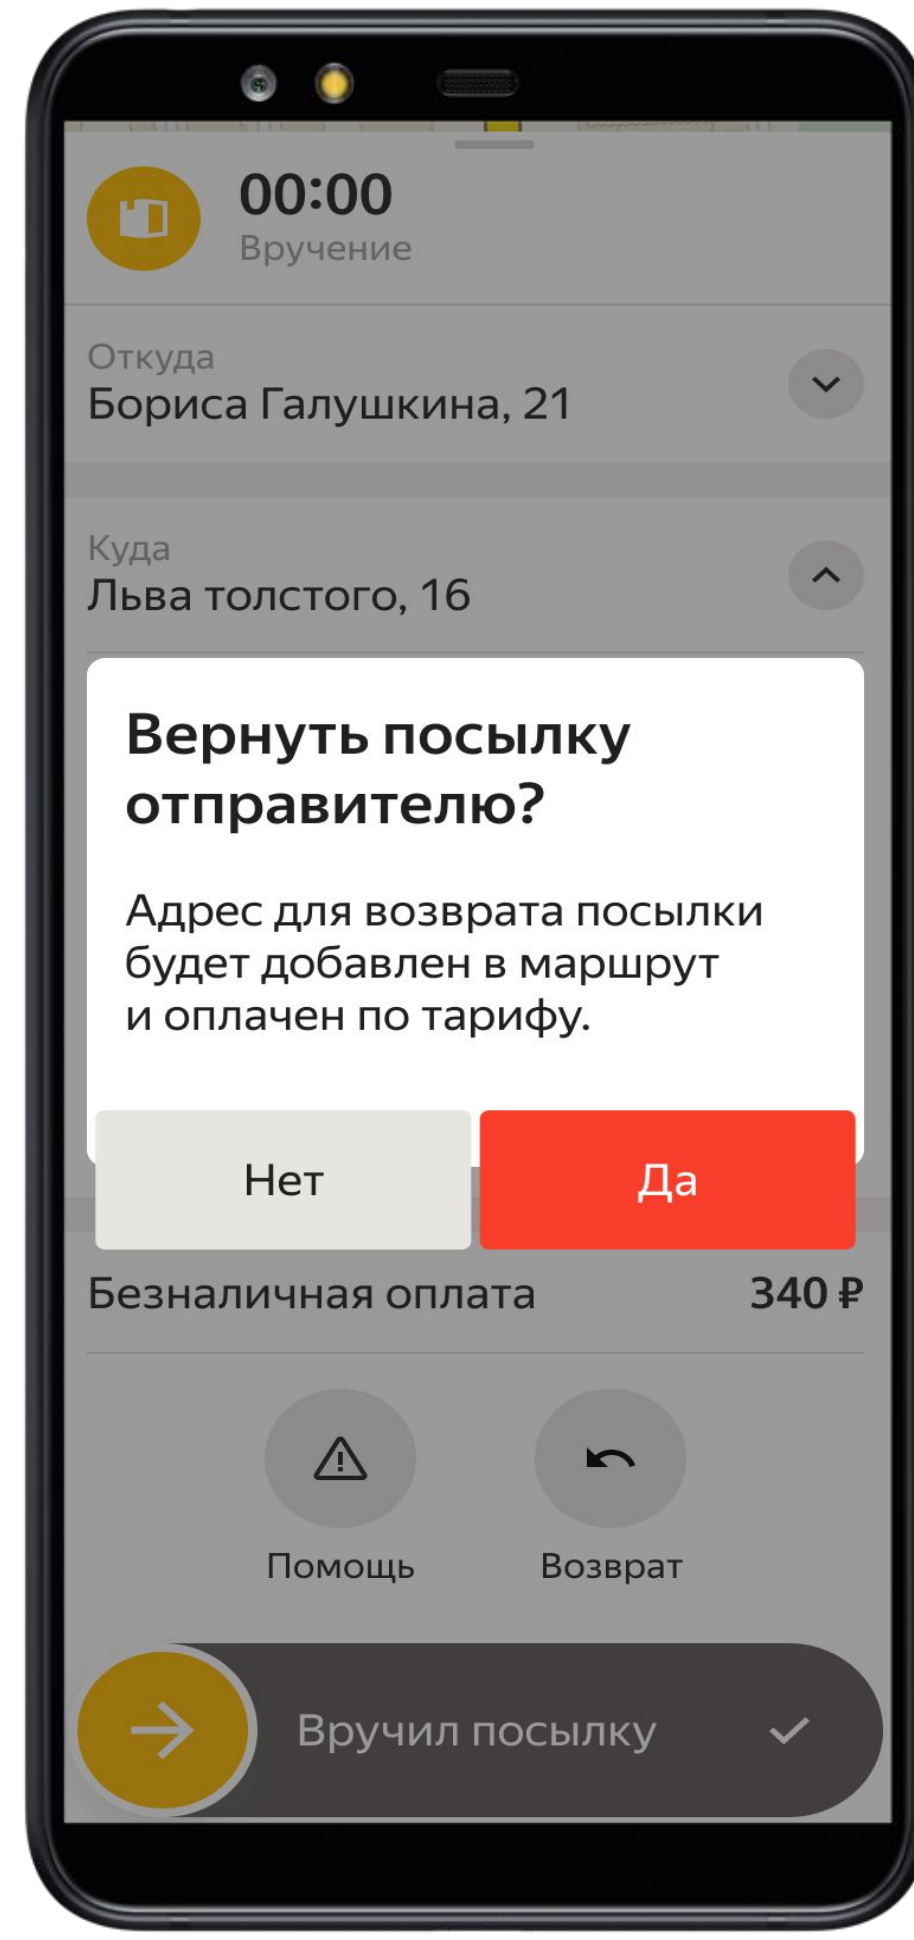 00:00
Вручение
Откуда
Бориса Галушкина, 21
Куда
Льва толстого, 16
Вернуть посылку
отправителю?
Адрес для возврата посылки
будет добавлен в маршрут
и оплачен по тарифу.
Нет
Да
Безналичная оплата
340 ₽
Помощь
Возврат
Вручил посылку